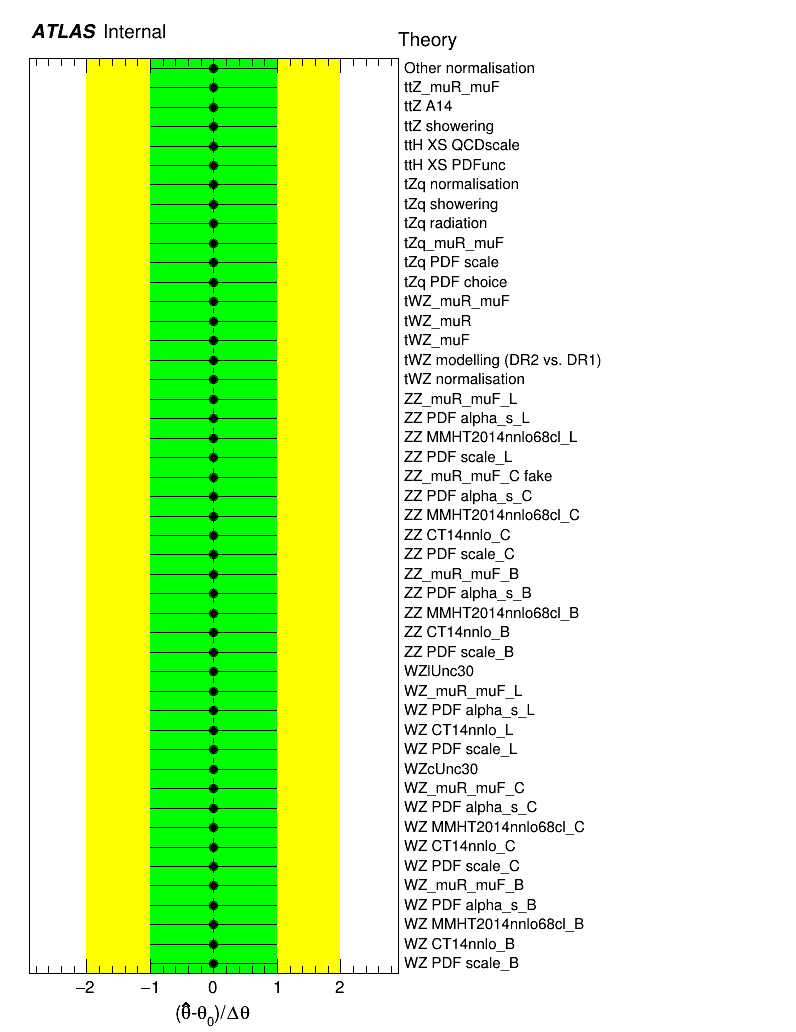 ATLAS Internal
Theory
Other normalisation
ttZ_muR_muF
ttZ A14
ttZ showering
ttH XS QCDscale
ttH XS PDFunc
tZq normalisation
tZq showering
tZq radiation
tZq_muR_muF
tZq PDF scale
tZq PDF choice
tWZ_muR_muF
tWZ_muR
tWZ_muF
tWZ modelling (DR2 vs. DR1)
tWZ normalisation
ZZ_muR_muF_L
ZZ PDF alpha_s_L
ZZ MMHT2014nnlo68cl_L
ZZ PDF scale_L
ZZ_muR_muF_C fake
ZZ PDF alpha_s_C
ZZ MMHT2014nnlo68cl_C
ZZ CT14nnlo_C
ZZ PDF scale_C
ZZ_muR_muF_B
ZZ PDF alpha_s_B
ZZ MMHT2014nnlo68cl_B
ZZ CT14nnlo_B
ZZ PDF scale_B
WZlUnc30
WZ_muR_muF_L
WZ PDF alpha_s_L
WZ CT14nnlo_L
WZ PDF scale_L
WZcUnc30
WZ_muR_muF_C
WZ PDF alpha_s_C
WZ MMHT2014nnlo68cl_C
WZ CT14nnlo_C
WZ PDF scale_C
WZ_muR_muF_B
WZ PDF alpha_s_B
WZ MMHT2014nnlo68cl_B
WZ CT14nnlo_B
WZ PDF scale_B
−2 −1 0 1 2
(θ̂-θ₀)/Δθ